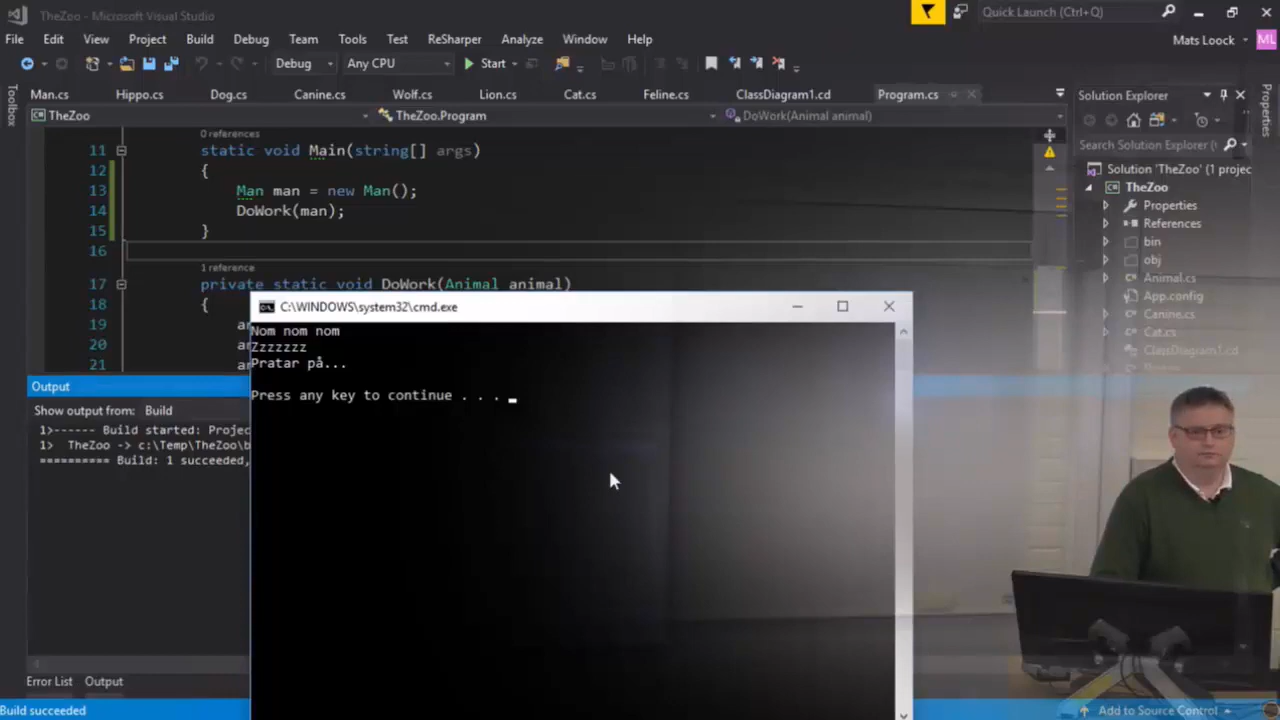 TheZoo - Microsoft Visual Studio
Quick Launch (Ctrl+Q)
File Edit View Project Build Debug Team Tools Test ReSharper Analyze Window Help
Mats Loock ML
Debug Any CPU Start
Man.cs Hippo.cs Dog.cs Canine.cs Wolf.cs Lion.cs Cat.cs Feline.cs ClassDiagram1.cd Program.cs
Solution Explorer
Toolbox
Properties
TheZoo TheZoo.Program DoWork(Animal animal)
0 references
11 static void Main(string[] args)
12 {
13 Man man = new Man();
14 DoWork(man);
15 }
16
1 reference
17 private static void DoWork(Animal animal)
18 {
19 a
20 a
21 a
Search Solution Explorer
Solution 'TheZoo' (1 projec
TheZoo
Properties
References
bin
obj
Animal.cs
App.config
Canine.cs
Cat.cs
ClassDiagram1.cd
C:\WINDOWS\system32\cmd.exe
Nom nom nom
Zzzzzzz
Pratar på...
Press any key to continue . . .
Output
Show output from: Build
1>------ Build started: Projec
1> TheZoo -> c:\Temp\TheZoo\b
========== Build: 1 succeeded,
Error List Output
Build succeeded
Add to Source Control